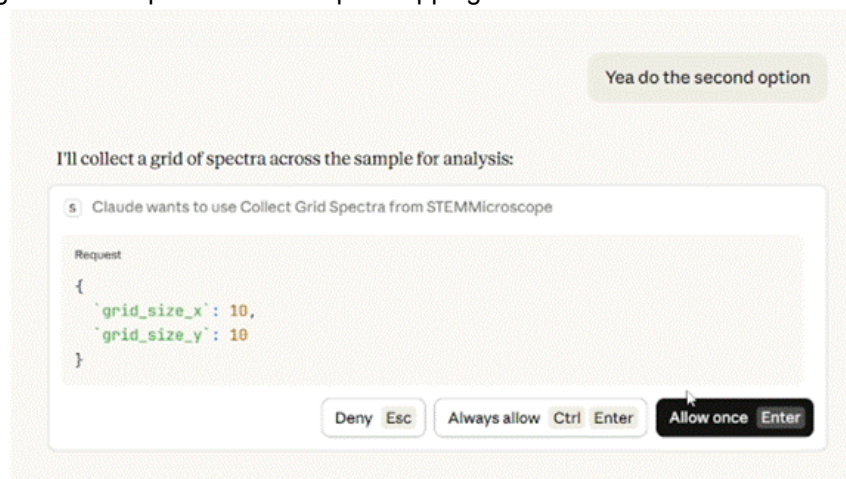 Yea do the second option
I'll collect a grid of spectra across the sample for analysis:
S Claude wants to use Collect Grid Spectra from STEMMicroscope
Request
{
`grid_size_x`: 10,
`grid_size_y`: 10
}
Deny Esc Always allow Ctrl Enter Allow once Enter